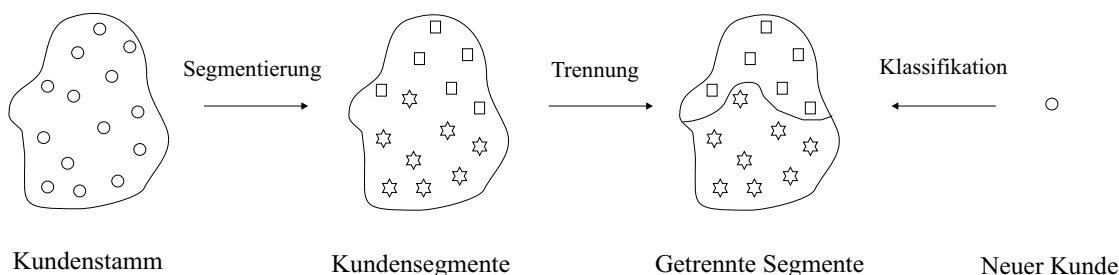 Segmentierung
Trennung
Klassifikation
Kundenstamm
Kundensegmente
Getrennte Segmente
Neuer Kunde